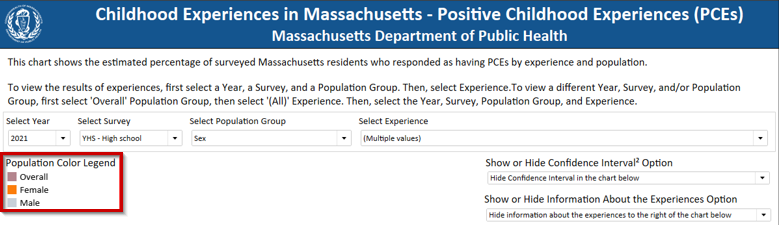 Childhood Experiences in Massachusetts - Positive Childhood Experiences (PCEs)
Massachusetts Department of Public Health
This chart shows the estimated percentage of surveyed Massachusetts residents who responded as having PCEs by experience and population.
To view the results of experiences, first select a Year, a Survey, and a Population Group. Then, select Experience.To view a different Year, Survey, and/or Population
Group, first select 'Overall' Population Group, then select '(All)' Experience. Then, select the Year, Survey, Population Group, and Experience.
Select Year Select Survey Select Population Group Select Experience
2021 YHS - High school Sex (Multiple values)
Population Color Legend
Overall
Female
Male
Show or Hide Confidence Interval² Option
Hide Confidence Interval in the chart below
Show or Hide Information About the Experiences Option
Hide information about the experiences to the right of the chart below